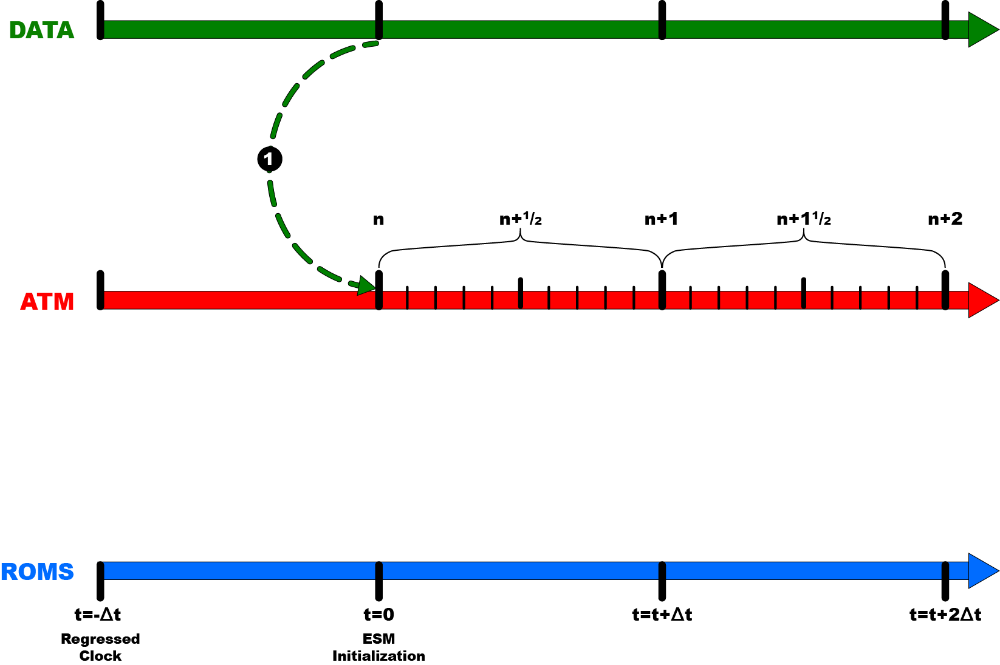 DATA
1
n n+¹/₂ n+1 n+1¹/₂ n+2
ATM
ROMS
t=-Δt t=0 t=t+Δt t=t+2Δt
Regressed ESM
Clock Initialization